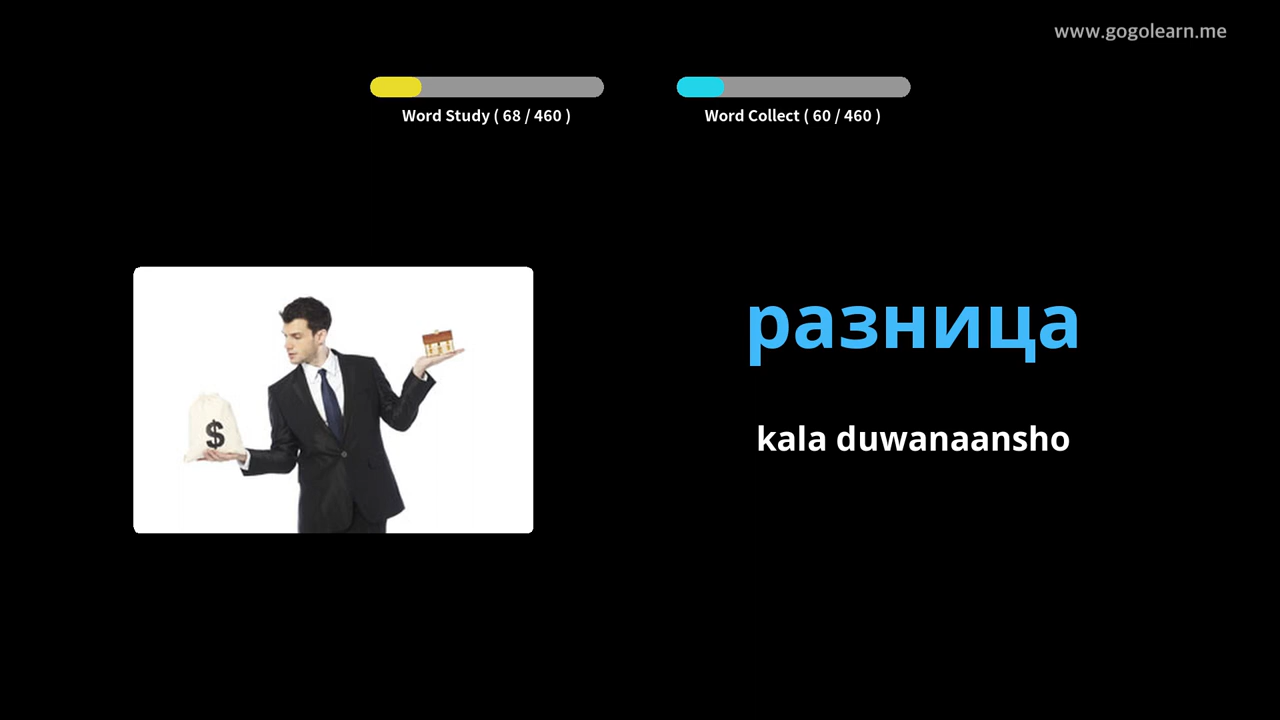 www.gogolearn.me
Word Study ( 68 / 460 )
Word Collect ( 60 / 460 )
разница
$
kala duwanaansho